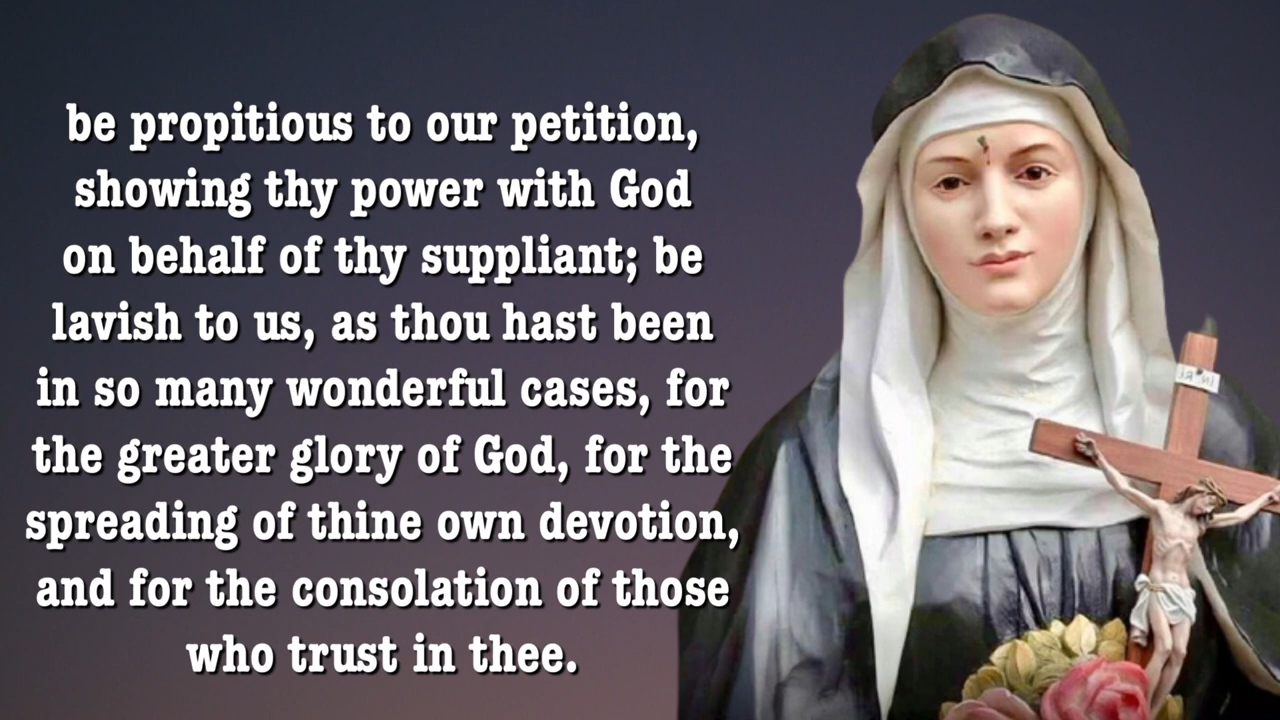 be propitious to our petition,
showing thy power with God
on behalf of thy suppliant; be
lavish to us, as thou hast been
in so many wonderful cases, for
the greater glory of God, for the
spreading of thine own devotion,
and for the consolation of those
who trust in thee.